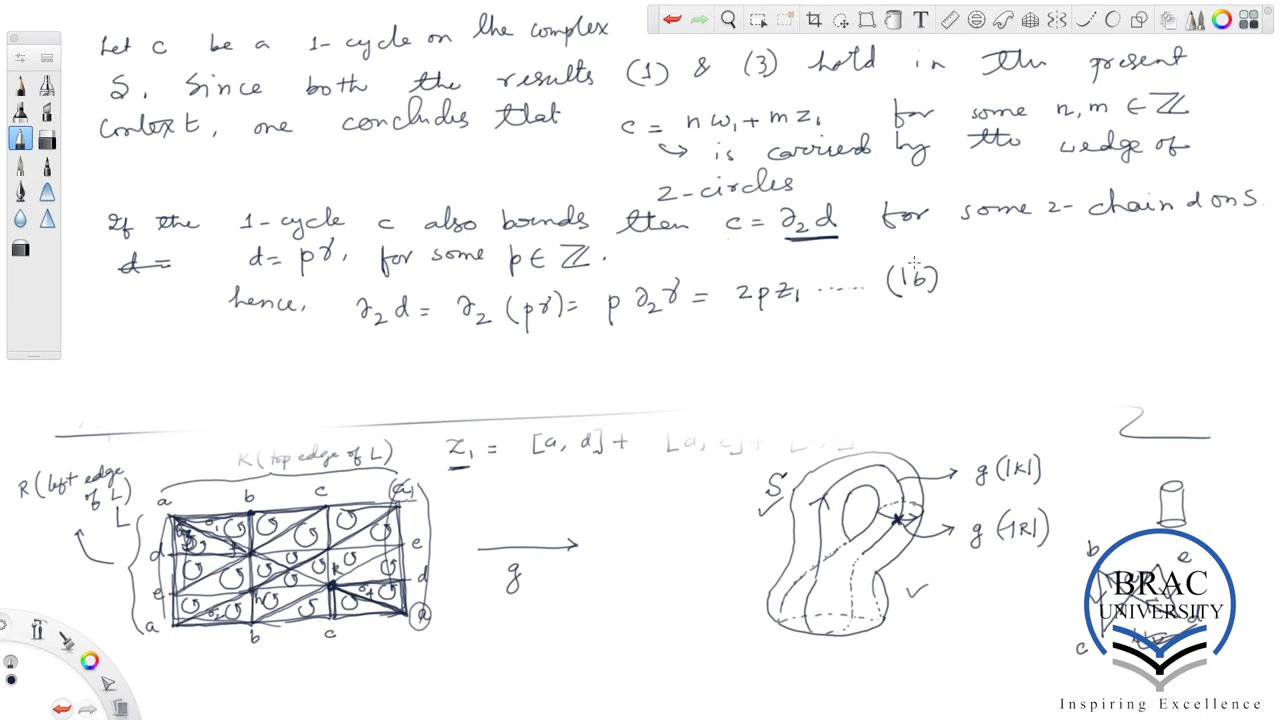 Let c be a 1-cycle on the complex
S. Since both the results (1) & (3) hold in the present
context, one concludes that c = nω₁ + mz₁ for some n, m ∈ ℤ
↪ is carried by the wedge of
2-circles
If the 1-cycle c also bounds then c = ∂₂d for some 2-chain d on S.
d = d = pγ, for some p ∈ ℤ.
hence, ∂₂d = ∂₂(pγ) = p ∂₂γ = 2pz₁ ...... (1b)
z₁ = [a, d] + [d, e] +
K (top edge of L)
R (left edge of L)
L
a b c a
d e
e d
a b c a
h k
σ₁
σ₂
g
S
g(|K|)
g(|R|)
b e
c d
BRAC
UNIVERSITY
Inspiring Excellence